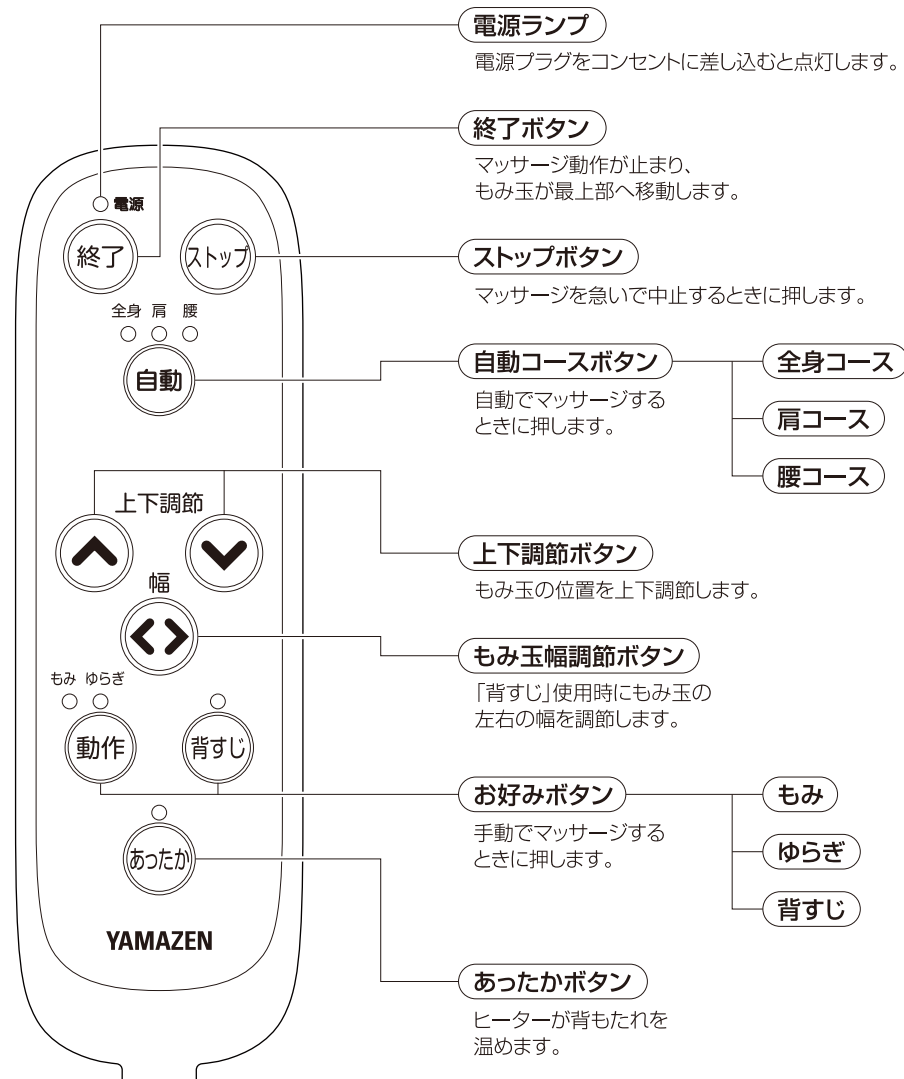 電源ランプ
電源プラグをコンセントに差し込むと点灯します。
終了ボタン
マッサージ動作が止まり、
もみ玉が最上部へ移動します。
電源
終了
ストップ
ストップボタン
マッサージを急いで中止するときに押します。
全身 肩 腰
自動
自動コースボタン
自動でマッサージする
ときに押します。
全身コース
肩コース
腰コース
上下調節
上下調節ボタン
もみ玉の位置を上下調節します。
幅
もみ玉幅調節ボタン
「背すじ」使用時にもみ玉の
左右の幅を調節します。
もみ ゆらぎ
動作
背すじ
お好みボタン
手動でマッサージする
ときに押します。
もみ
ゆらぎ
背すじ
あったか
YAMAZEN
あったかボタン
ヒーターが背もたれを
温めます。